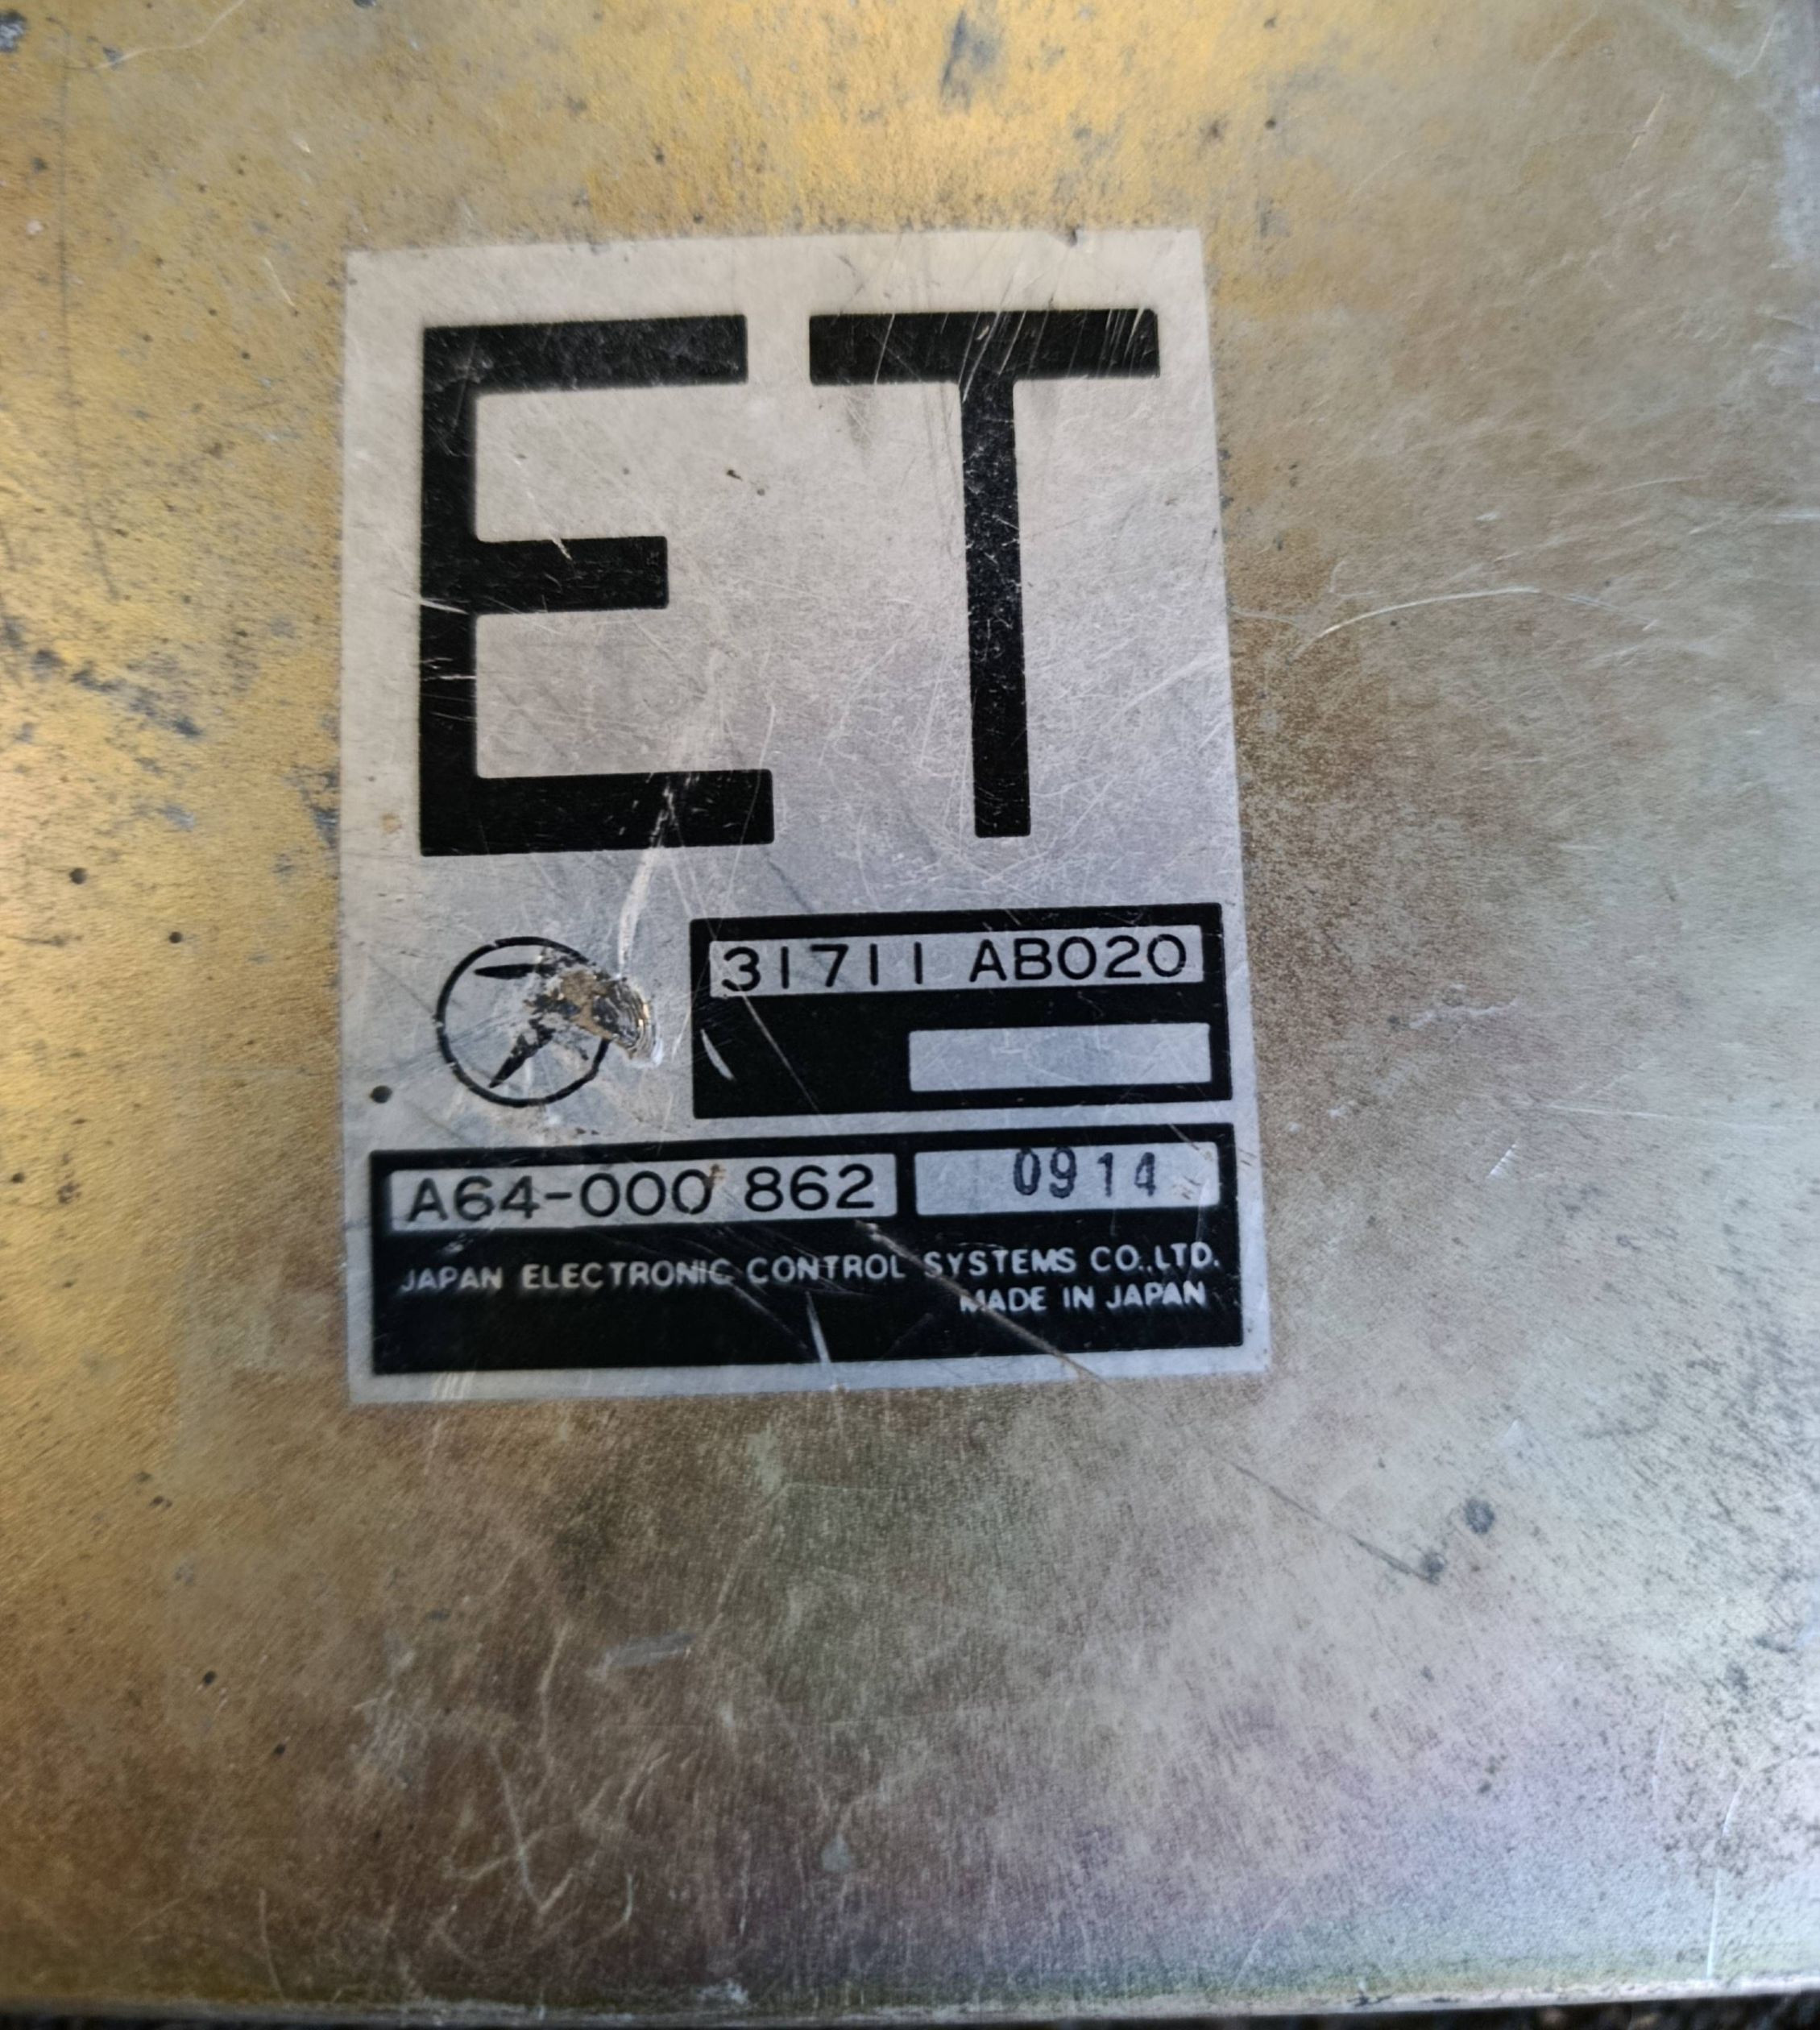 ET
31711 AB020
A64-000 862 0914
JAPAN ELECTRONIC CONTROL SYSTEMS CO.,LTD.
MADE IN JAPAN